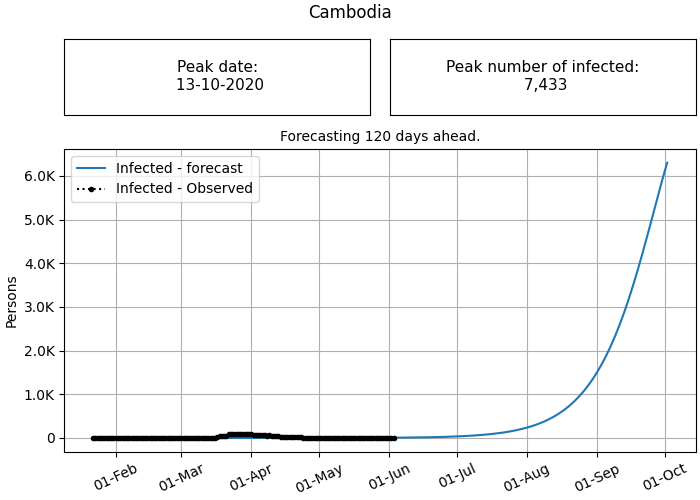 Cambodia
Peak date:
13-10-2020
Peak number of infected:
7,433
Forecasting 120 days ahead.
Infected - forecast
Infected - Observed
Persons
6.0K
5.0K
4.0K
3.0K
2.0K
1.0K
0
01-Feb
01-Mar
01-Apr
01-May
01-Jun
01-Jul
01-Aug
01-Sep
01-Oct